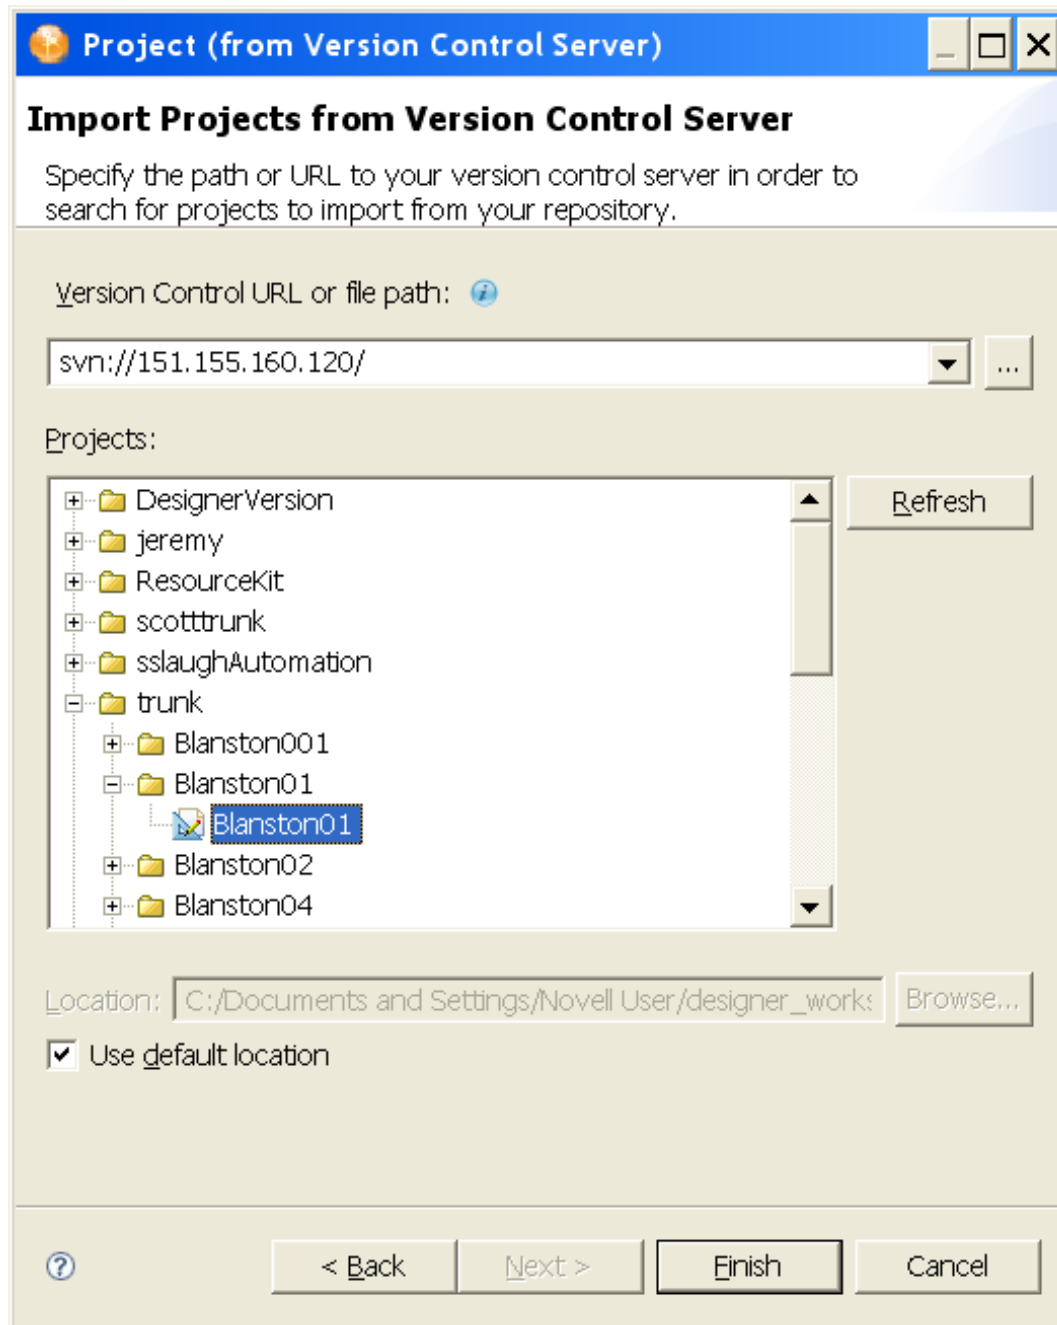 Project (from Version Control Server)
Import Projects from Version Control Server
Specify the path or URL to your version control server in order to
search for projects to import from your repository.
Version Control URL or file path:
svn://151.155.160.120/
...
Projects:
DesignerVersion
Refresh
jeremy
ResourceKit
scotttrunk
sslaughAutomation
trunk
Blanston001
Blanston01
Blanston01
Blanston02
Blanston04
Location: C:/Documents and Settings/Novell User/designer_works Browse...
Use default location
< Back Next > Finish Cancel